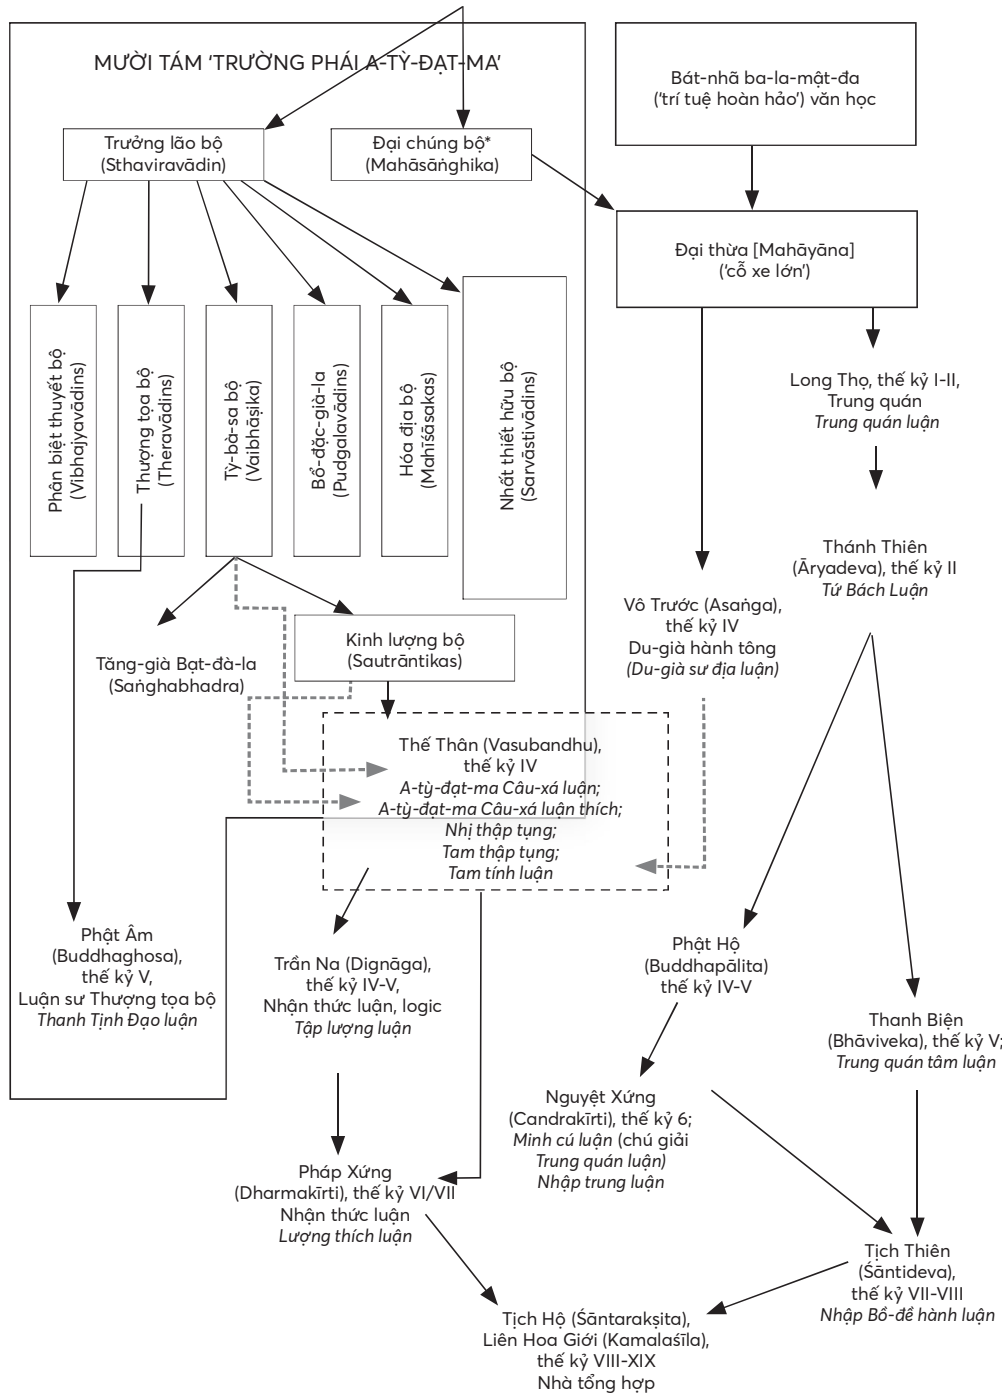 MƯỜI TÁM ‘TRƯỜNG PHÁI A-TỲ-ĐẠT-MA’
Bát-nhã ba-la-mật-đa
(‘trí tuệ hoàn hảo’) văn học
Trưởng lão bộ
(Sthaviravādin)
Đại chúng bộ*
(Mahāsāṅghika)
Đại thừa [Mahāyāna]
(‘cỗ xe lớn’)
Phân biệt thuyết bộ
(Vibhajyavādins)
Thượng tọa bộ
(Theravādins)
Tỳ-bà-sa bộ
(Vaibhāṣika)
Bổ-đặc-già-la
(Pudgalavādins)
Hóa địa bộ
(Mahīśāsakas)
Nhất thiết hữu bộ
(Sarvāstivādins)
Long Thọ, thế kỷ I-II,
Trung quán
Trung quán luận
Thánh Thiên
(Āryadeva), thế kỷ II
Tứ Bách Luận
Vô Trước (Asaṅga),
thế kỷ IV
Du-già hành tông
(Du-già sư địa luận)
Kinh lượng bộ
(Sautrāntikas)
Tăng-già Bạt-đà-la
(Saṅghabhadra)
Thế Thân (Vasubandhu),
thế kỷ IV
A-tỳ-đạt-ma Câu-xá luận;
A-tỳ-đạt-ma Câu-xá luận thích;
Nhị thập tụng;
Tam thập tụng;
Tam tính luận
Phật Âm
(Buddhaghosa),
thế kỷ V,
Luận sư Thượng tọa bộ
Thanh Tịnh Đạo luận
Trần Na (Dignāga),
thế kỷ IV-V,
Nhận thức luận, logic
Tập lượng luận
Phật Hộ
(Buddhapālita)
thế kỷ IV-V
Thanh Biện
(Bhāviveka), thế kỷ V;
Trung quán tâm luận
Nguyệt Xứng
(Candrakīrti), thế kỷ 6;
Minh cú luận (chú giải
Trung quán luận)
Nhập trung luận
Pháp Xứng
(Dharmakīrti), thế kỷ VI/VII
Nhận thức luận
Lượng thích luận
Tịch Thiên
(Śāntideva),
thế kỷ VII-VIII
Nhập Bồ-đề hành luận
Tịch Hộ (Śāntarakṣita),
Liên Hoa Giới (Kamalaśīla),
thế kỷ VIII-XIX
Nhà tổng hợp